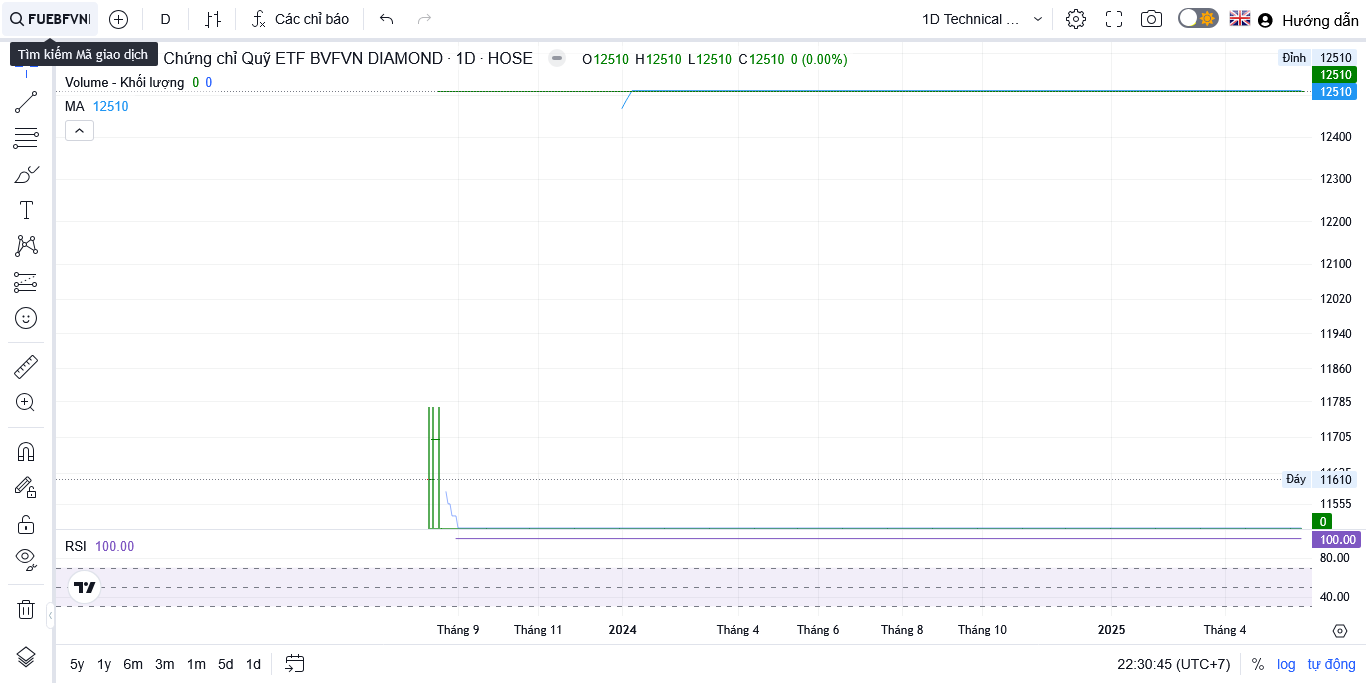 FUEBFVNI
D
Các chỉ báo
1D Technical ...
Hướng dẫn
Tìm kiếm Mã giao dịch
Chứng chỉ Quỹ ETF BVFVN DIAMOND · 1D · HOSE
O12510 H12510 L12510 C12510 0 (0.00%)
Volume - Khối lượng 0 0
MA 12510
Đỉnh 12510
12510
12510
12400
12300
12200
12100
12020
11940
11860
11785
11705
Đáy 11610
11555
0
RSI 100.00
100.00
80.00
40.00
Tháng 9 Tháng 11 2024 Tháng 4 Tháng 6 Tháng 8 Tháng 10 2025 Tháng 4
5y 1y 6m 3m 1m 5d 1d
22:30:45 (UTC+7) % log tự động